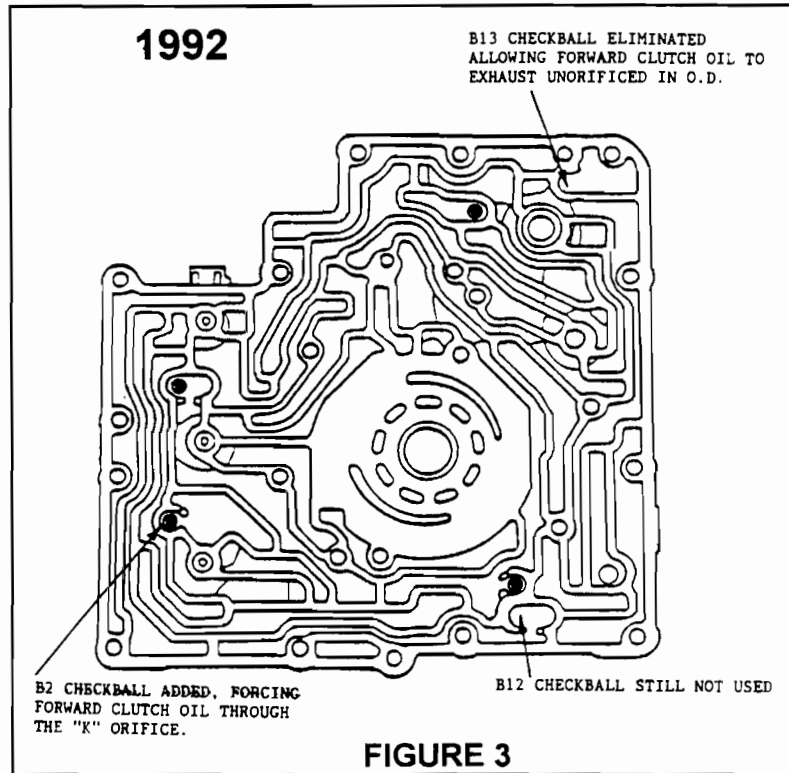 1992
B13 CHECKBALL ELIMINATED
ALLOWING FORWARD CLUTCH OIL TO
EXHAUST UNORIFICED IN O.D.
B2 CHECKBALL ADDED, FORCING
FORWARD CLUTCH OIL THROUGH
THE "K" ORIFICE.
B12 CHECKBALL STILL NOT USED
FIGURE 3